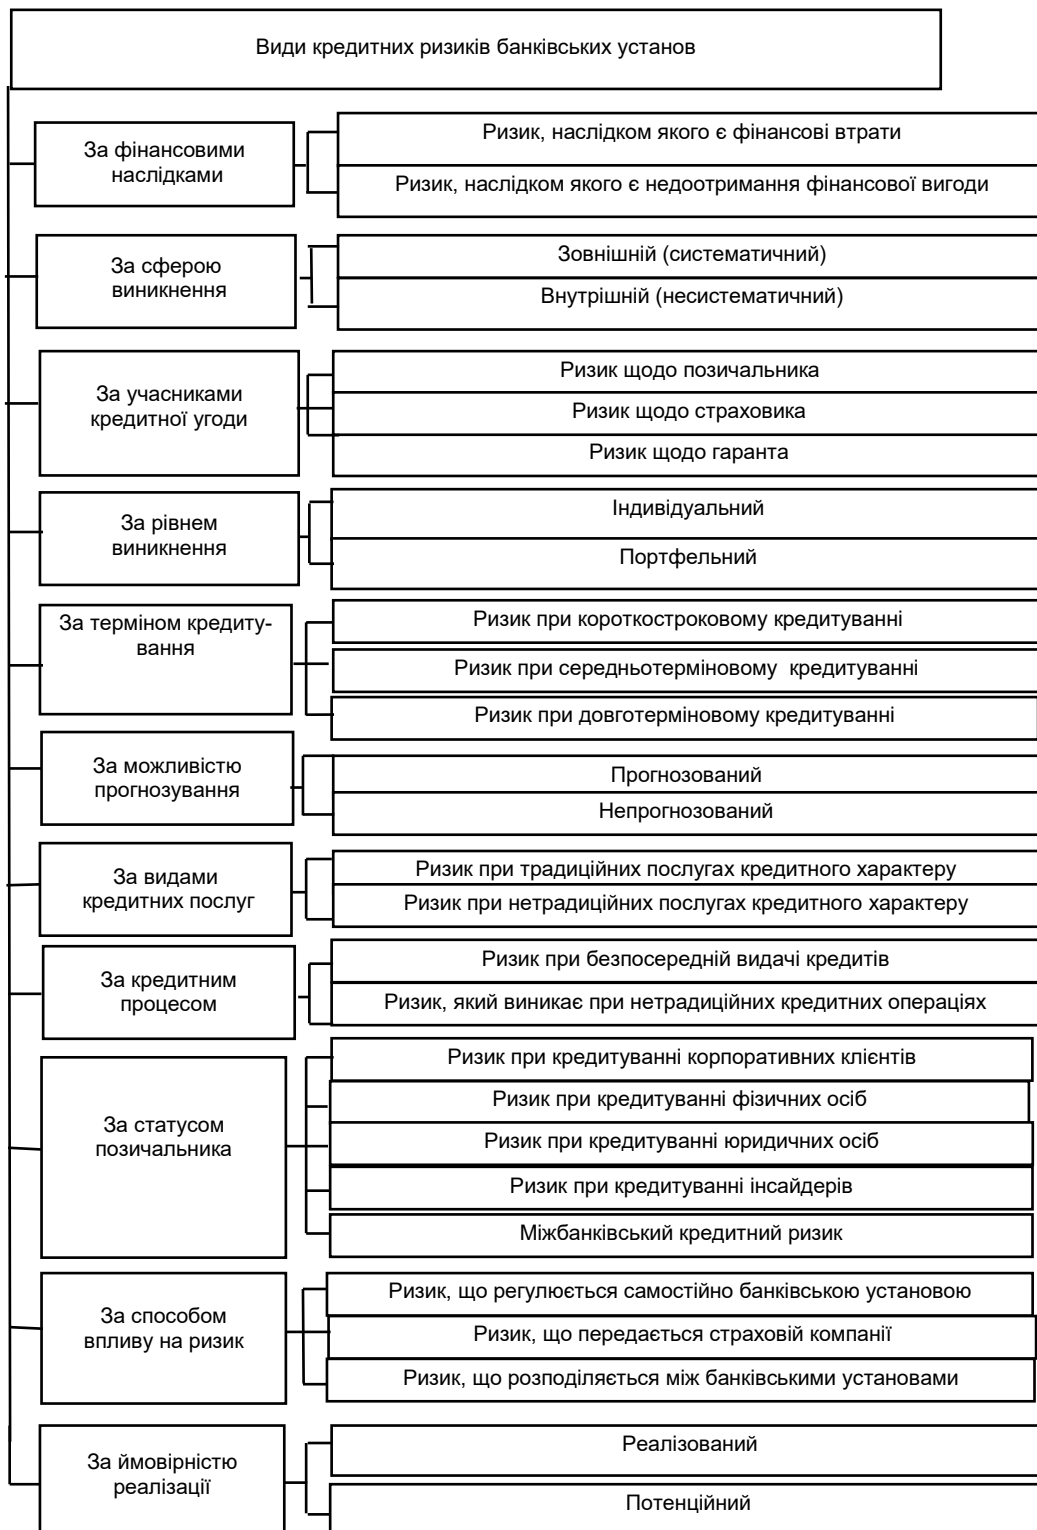 Види кредитних ризиків банківських установ
За фінансовими
наслідками
Ризик, наслідком якого є фінансові втрати
Ризик, наслідком якого є недоотримання фінансової вигоди
За сферою
виникнення
Зовнішній (систематичний)
Внутрішній (несистематичний)
За учасниками
кредитної угоди
Ризик щодо позичальника
Ризик щодо страховика
Ризик щодо гаранта
За рівнем
виникнення
Індивідуальний
Портфельний
За терміном кредиту-
вання
Ризик при короткостроковому кредитуванні
Ризик при середньотерміновому кредитуванні
Ризик при довготерміновому кредитуванні
За можливістю
прогнозування
Прогнозований
Непрогнозований
За видами
кредитних послуг
Ризик при традиційних послугах кредитного характеру
Ризик при нетрадиційних послугах кредитного характеру
За кредитним
процесом
Ризик при безпосередній видачі кредитів
Ризик, який виникає при нетрадиційних кредитних операціях
За статусом
позичальника
Ризик при кредитуванні корпоративних клієнтів
Ризик при кредитуванні фізичних осіб
Ризик при кредитуванні юридичних осіб
Ризик при кредитуванні інсайдерів
Міжбанківський кредитний ризик
За способом
впливу на ризик
Ризик, що регулюється самостійно банківською установою
Ризик, що передається страховій компанії
Ризик, що розподіляється між банківськими установами
За ймовірністю
реалізації
Реалізований
Потенційний